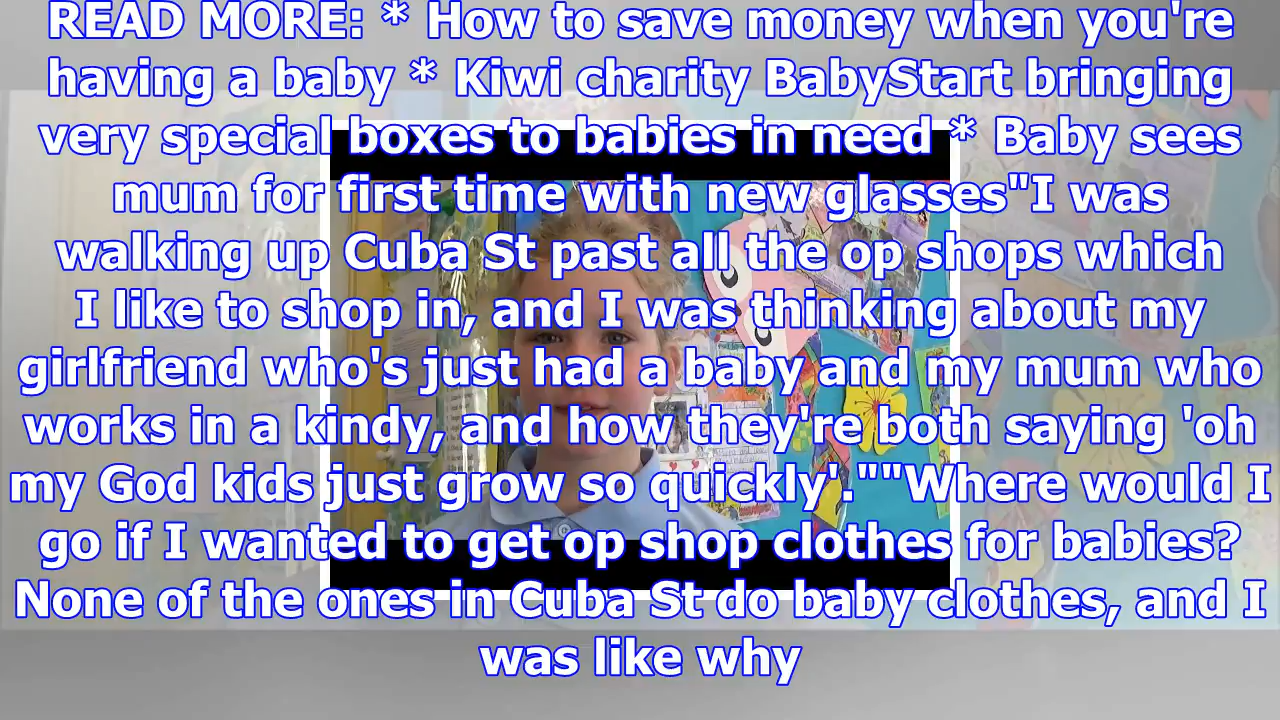 READ MORE: * How to save money when you're
having a baby * Kiwi charity BabyStart bringing
very special boxes to babies in need * Baby sees
mum for first time with new glasses"I was
walking up Cuba St past all the op shops which
I like to shop in, and I was thinking about my
girlfriend who's just had a baby and my mum who
works in a kindy, and how they're both saying 'oh
my God kids just grow so quickly'.""Where would I
go if I wanted to get op shop clothes for babies?
None of the ones in Cuba St do baby clothes, and I
was like why